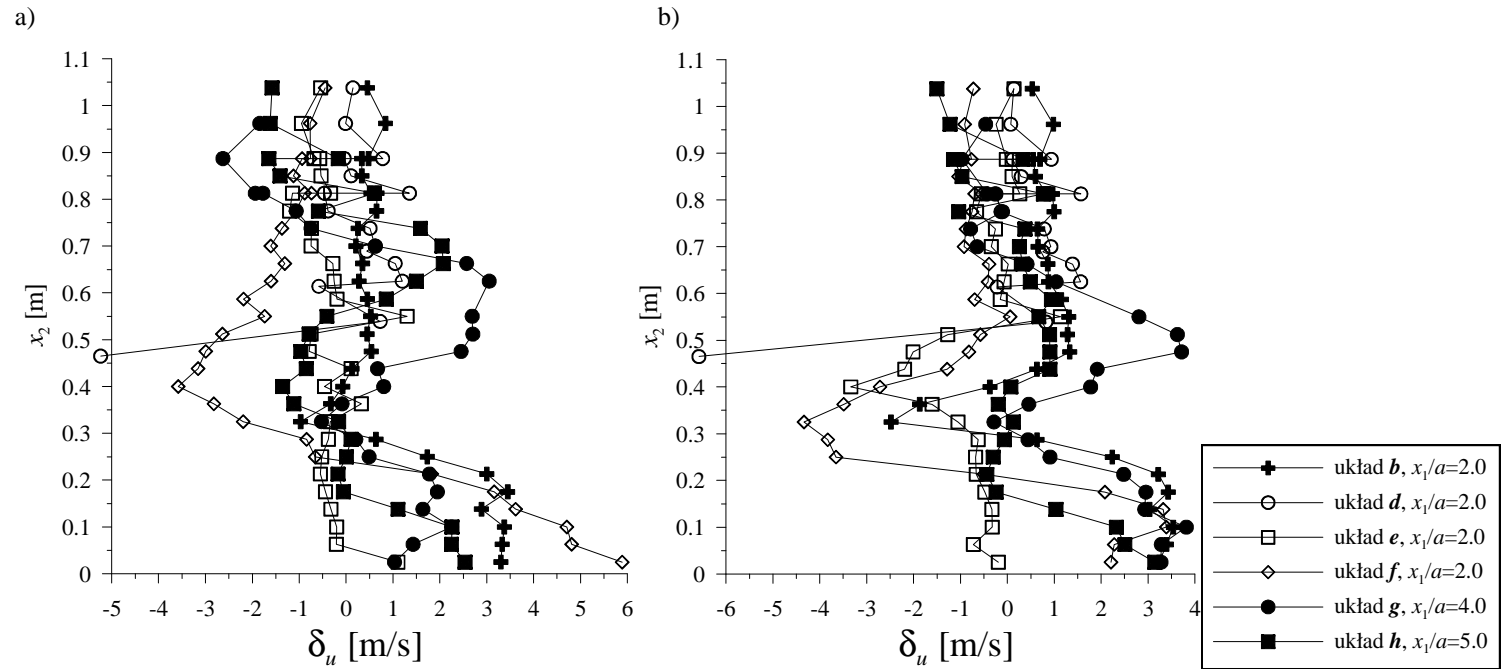 a)
1.1
1
0.9
0.8
0.7
0.6
0.5
0.4
0.3
0.2
0.1
0
x₂ [m]
-5 -4 -3 -2 -1 0 1 2 3 4 5 6
δᵤ [m/s]
b)
1.1
1
0.9
0.8
0.7
0.6
0.5
0.4
0.3
0.2
0.1
0
x₂ [m]
-6 -5 -4 -3 -2 -1 0 1 2 3 4
δᵤ [m/s]
układ b, x₁/a=2.0
układ d, x₁/a=2.0
układ e, x₁/a=2.0
układ f, x₁/a=2.0
układ g, x₁/a=4.0
układ h, x₁/a=5.0